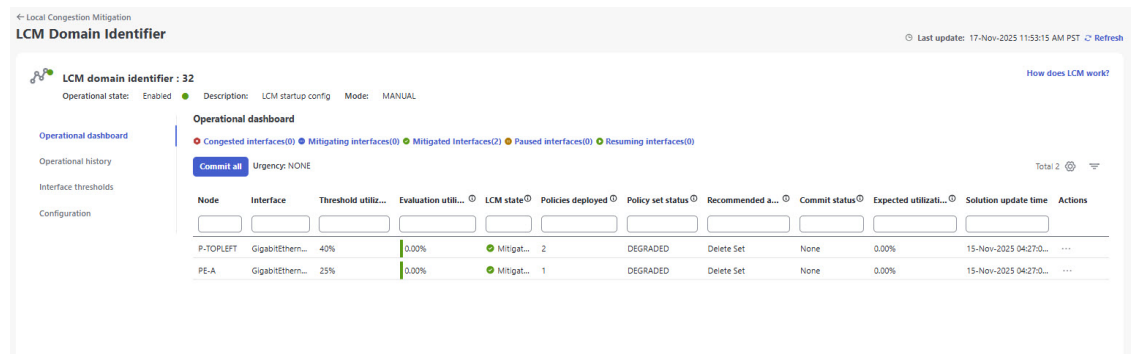 ← Local Congestion Mitigation
LCM Domain Identifier
Last update: 17-Nov-2025 11:53:15 AM PST Refresh
LCM domain identifier : 32
How does LCM work?
Operational state: Enabled Description: LCM startup config Mode: MANUAL
Operational dashboard
Operational history
Interface thresholds
Configuration
Operational dashboard
Congested interfaces(0) Mitigating interfaces(0) Mitigated Interfaces(2) Paused interfaces(0) Resuming interfaces(0)
Commit all Urgency: NONE Total 2
Node Interface Threshold utiliz... Evaluation utili... LCM state Policies deployed Policy set status Recommended a... Commit status Expected utilizati... Solution update time Actions
P-TOPLEFT GigabitEthern... 40% 0.00% Mitigat... 2 DEGRADED Delete Set None 0.00% 15-Nov-2025 04:27:0... ...
PE-A GigabitEthern... 25% 0.00% Mitigat... 1 DEGRADED Delete Set None 0.00% 15-Nov-2025 04:27:0... ...